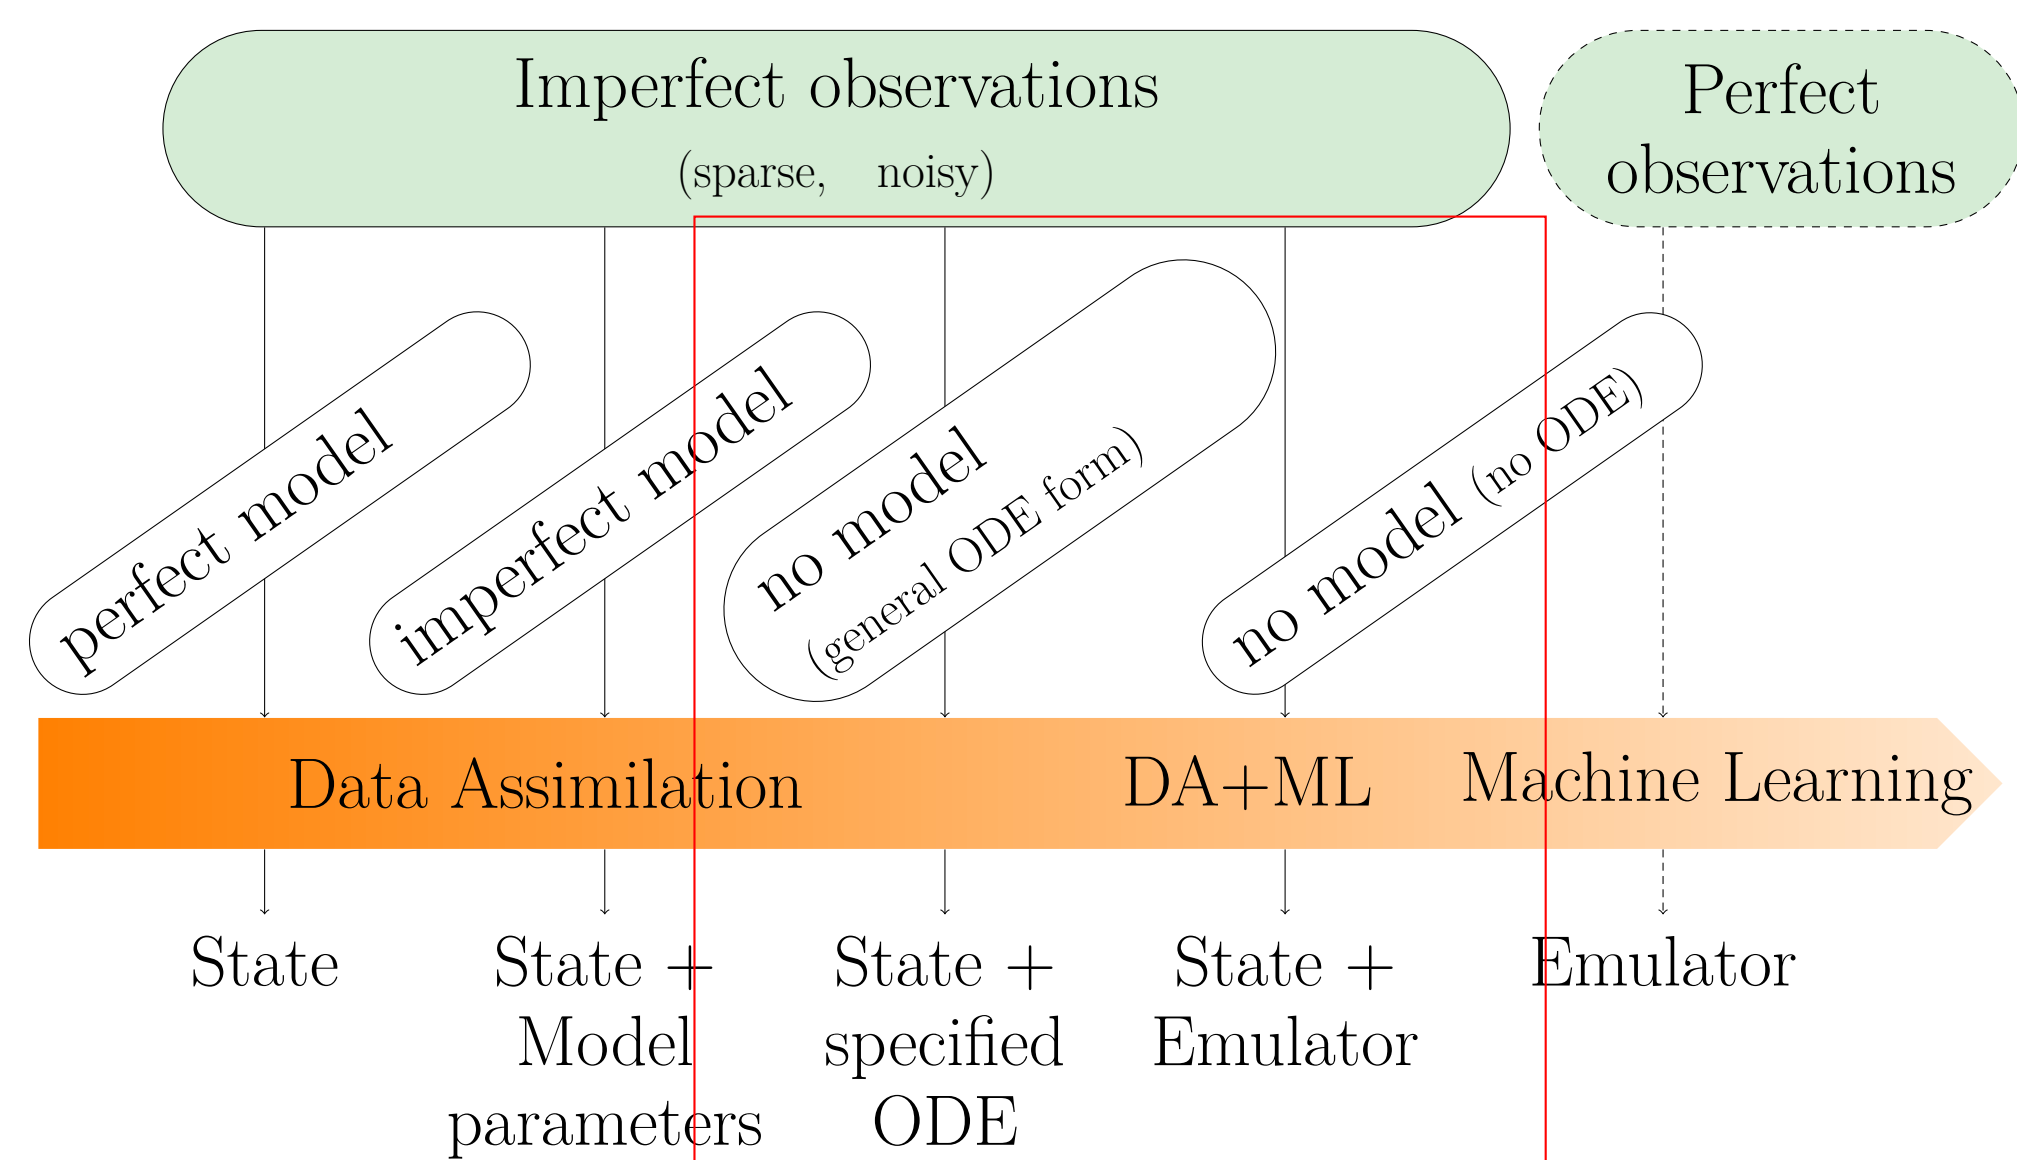 Imperfect observations
(sparse, noisy)
Perfect
observations
perfect model
imperfect model
no model
(general ODE form)
no model (no ODE)
Data Assimilation
DA+ML
Machine Learning
State
State +
Model
parameters
State +
specified
ODE
State +
Emulator
Emulator